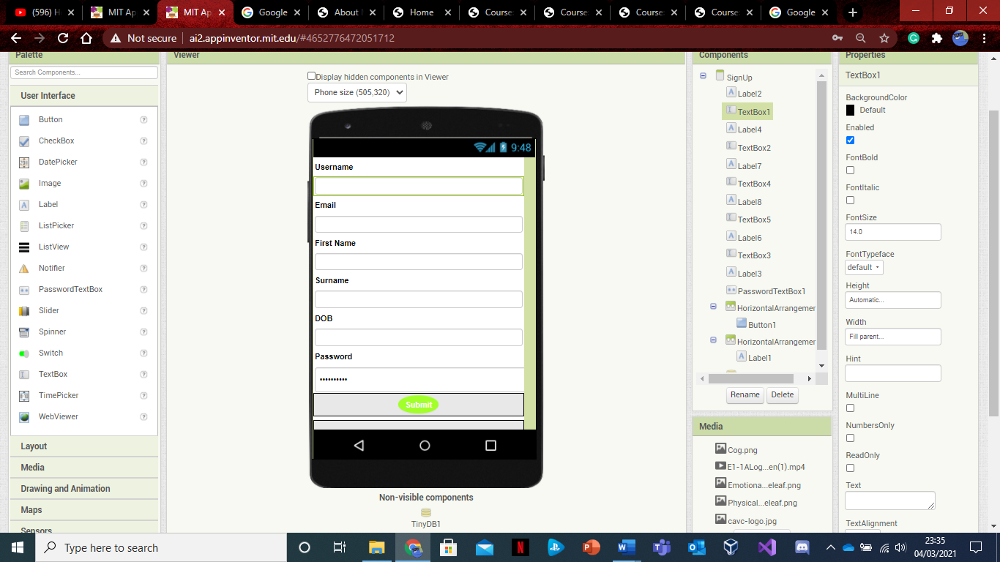 (596) H
MIT Ap
MIT Ap
Google
About
Home
Course
Course
Course
Course
Google
Not secure
ai2.appinventor.mit.edu/#4652776472051712
Palette
Search Components...
User Interface
Button
CheckBox
DatePicker
Image
Label
ListPicker
ListView
Notifier
PasswordTextBox
Slider
Spinner
Switch
TextBox
TimePicker
WebViewer
Layout
Media
Drawing and Animation
Maps
Sensors
Viewer
Display hidden components in Viewer
Phone size (505,320)
9:48
Username
Email
First Name
Surname
DOB
Password
••••••••••
Submit
Non-visible components
TinyDB1
Components
SignUp
Label2
TextBox1
Label4
TextBox2
Label7
TextBox4
Label8
TextBox5
Label6
TextBox3
Label3
PasswordTextBox1
HorizontalArrangemer
Button1
HorizontalArrangemer
Label1
Rename
Delete
Media
Cog.png
E1-1ALog...en(1).mp4
Emotiona...eleaf.png
Physical...eleaf.png
cavc-logo.jpg
Properties
TextBox1
BackgroundColor
Default
Enabled
FontBold
FontItalic
FontSize
14.0
FontTypeface
default
Height
Automatic...
Width
Fill parent...
Hint
MultiLine
NumbersOnly
ReadOnly
Text
TextAlignment
Type here to search
23:35
04/03/2021